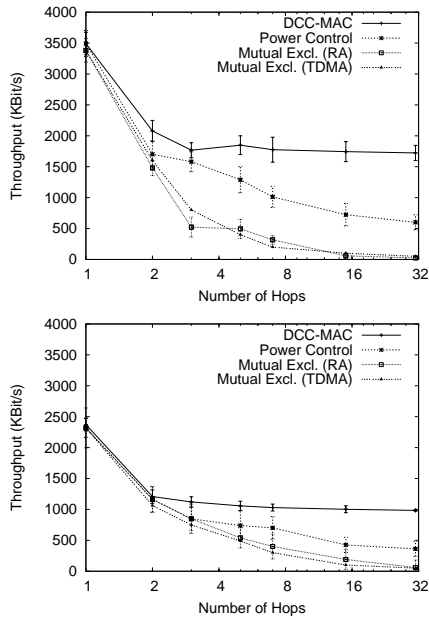 4000
3500
3000
2500
2000
1500
1000
500
0
Throughput (KBit/s)
DCC-MAC
Power Control
Mutual Excl. (RA)
Mutual Excl. (TDMA)
1 2 4 8 16 32
Number of Hops
4000
3500
3000
2500
2000
1500
1000
500
0
Throughput (KBit/s)
DCC-MAC
Power Control
Mutual Excl. (RA)
Mutual Excl. (TDMA)
1 2 4 8 16 32
Number of Hops